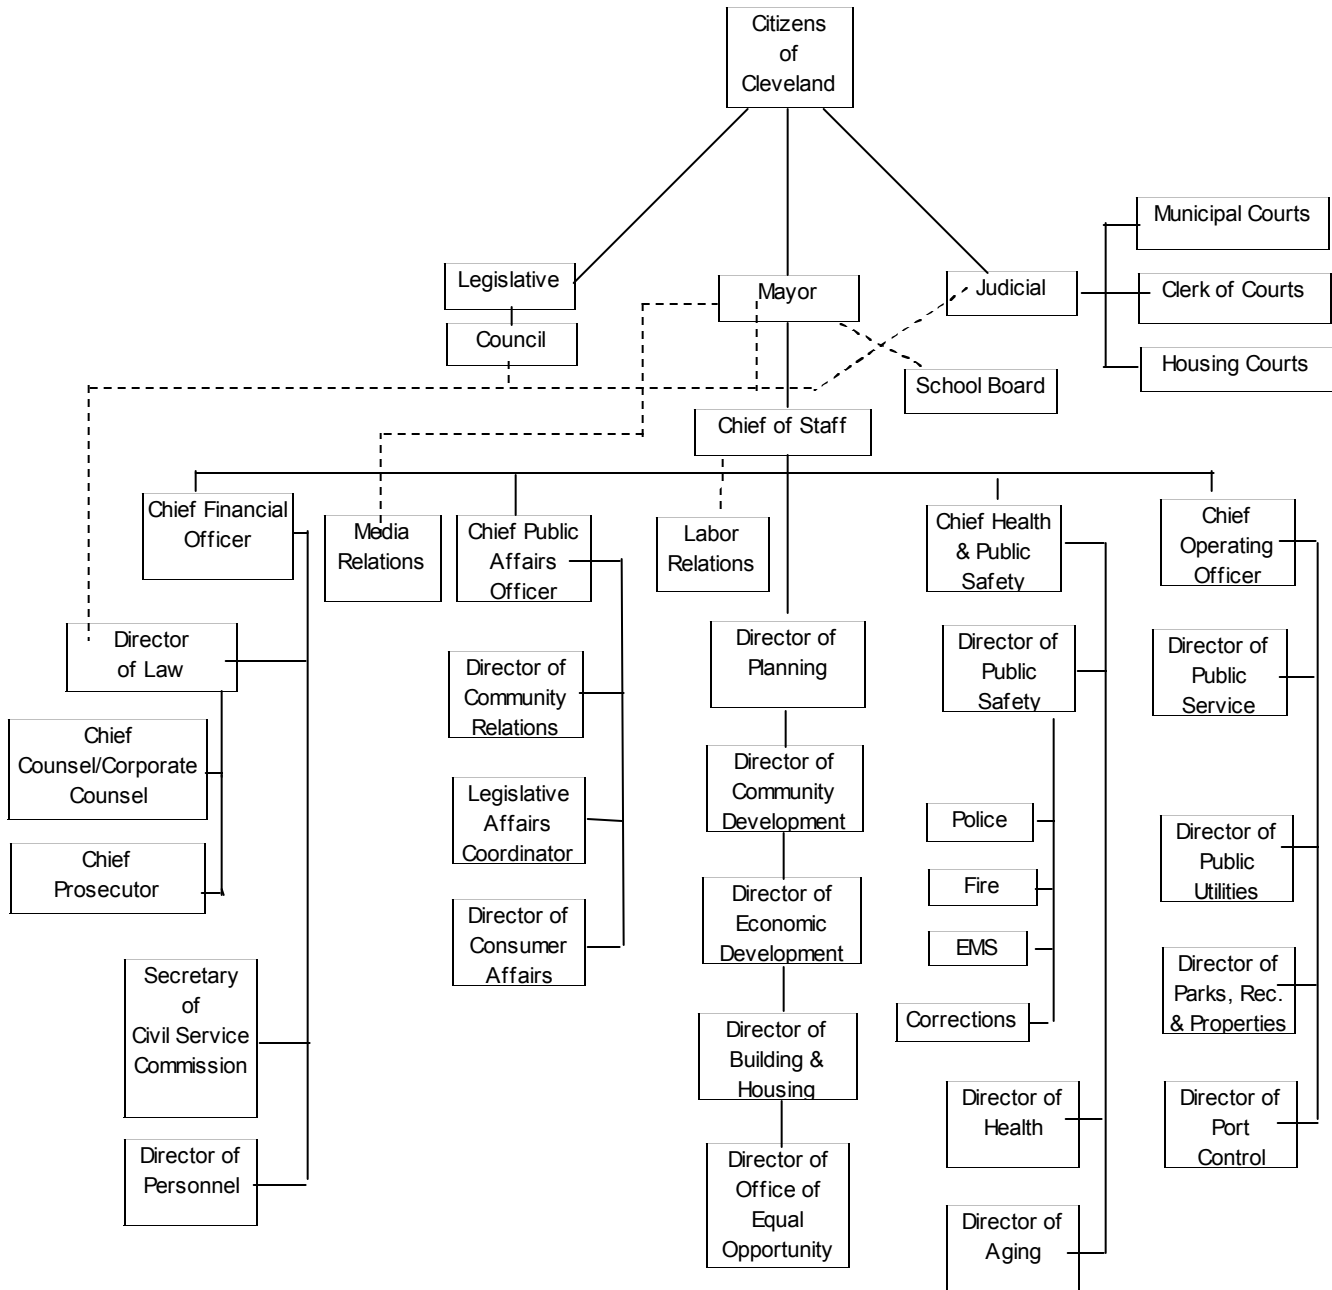 Citizens
of
Cleveland
Municipal Courts
Legislative
Mayor
Judicial
Clerk of Courts
Council
Housing Courts
School Board
Chief of Staff
Chief Financial
Officer
Media
Relations
Chief Public
Affairs
Officer
Labor
Relations
Chief Health
& Public
Safety
Chief
Operating
Officer
Director
of Law
Director of
Community
Relations
Director of
Planning
Director of
Public
Safety
Director of
Public
Service
Chief
Counsel/Corporate
Counsel
Legislative
Affairs
Coordinator
Director of
Community
Development
Police
Director of
Public
Utilities
Chief
Prosecutor
Director of
Consumer
Affairs
Director of
Economic
Development
Fire
EMS
Secretary
of
Civil Service
Commission
Director of
Building &
Housing
Corrections
Director of
Parks, Rec.
& Properties
Director of
Personnel
Director of
Office of
Equal
Opportunity
Director of
Health
Director of
Port
Control
Director of
Aging